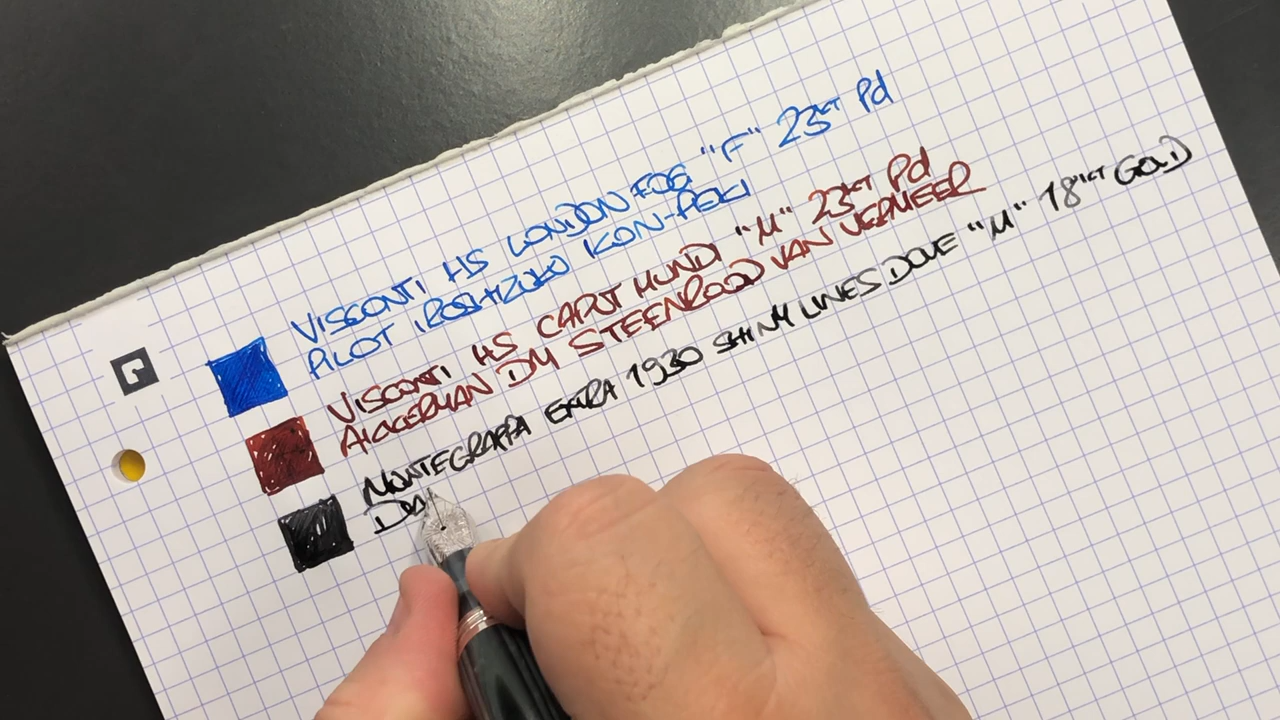 VISCONTI HS LONDON FOG "F" 23KT Pd
PILOT IROSHIZUKU KON-PEKI
VISCONTI HS CAPUT MUNDI "M" 23KT Pd
AKKERMAN DM STEENROOD VAN VERMEER
MONTEGRAPPA EXTRA 1930 SHINY LINES DOVE "M" 18KT GOLD